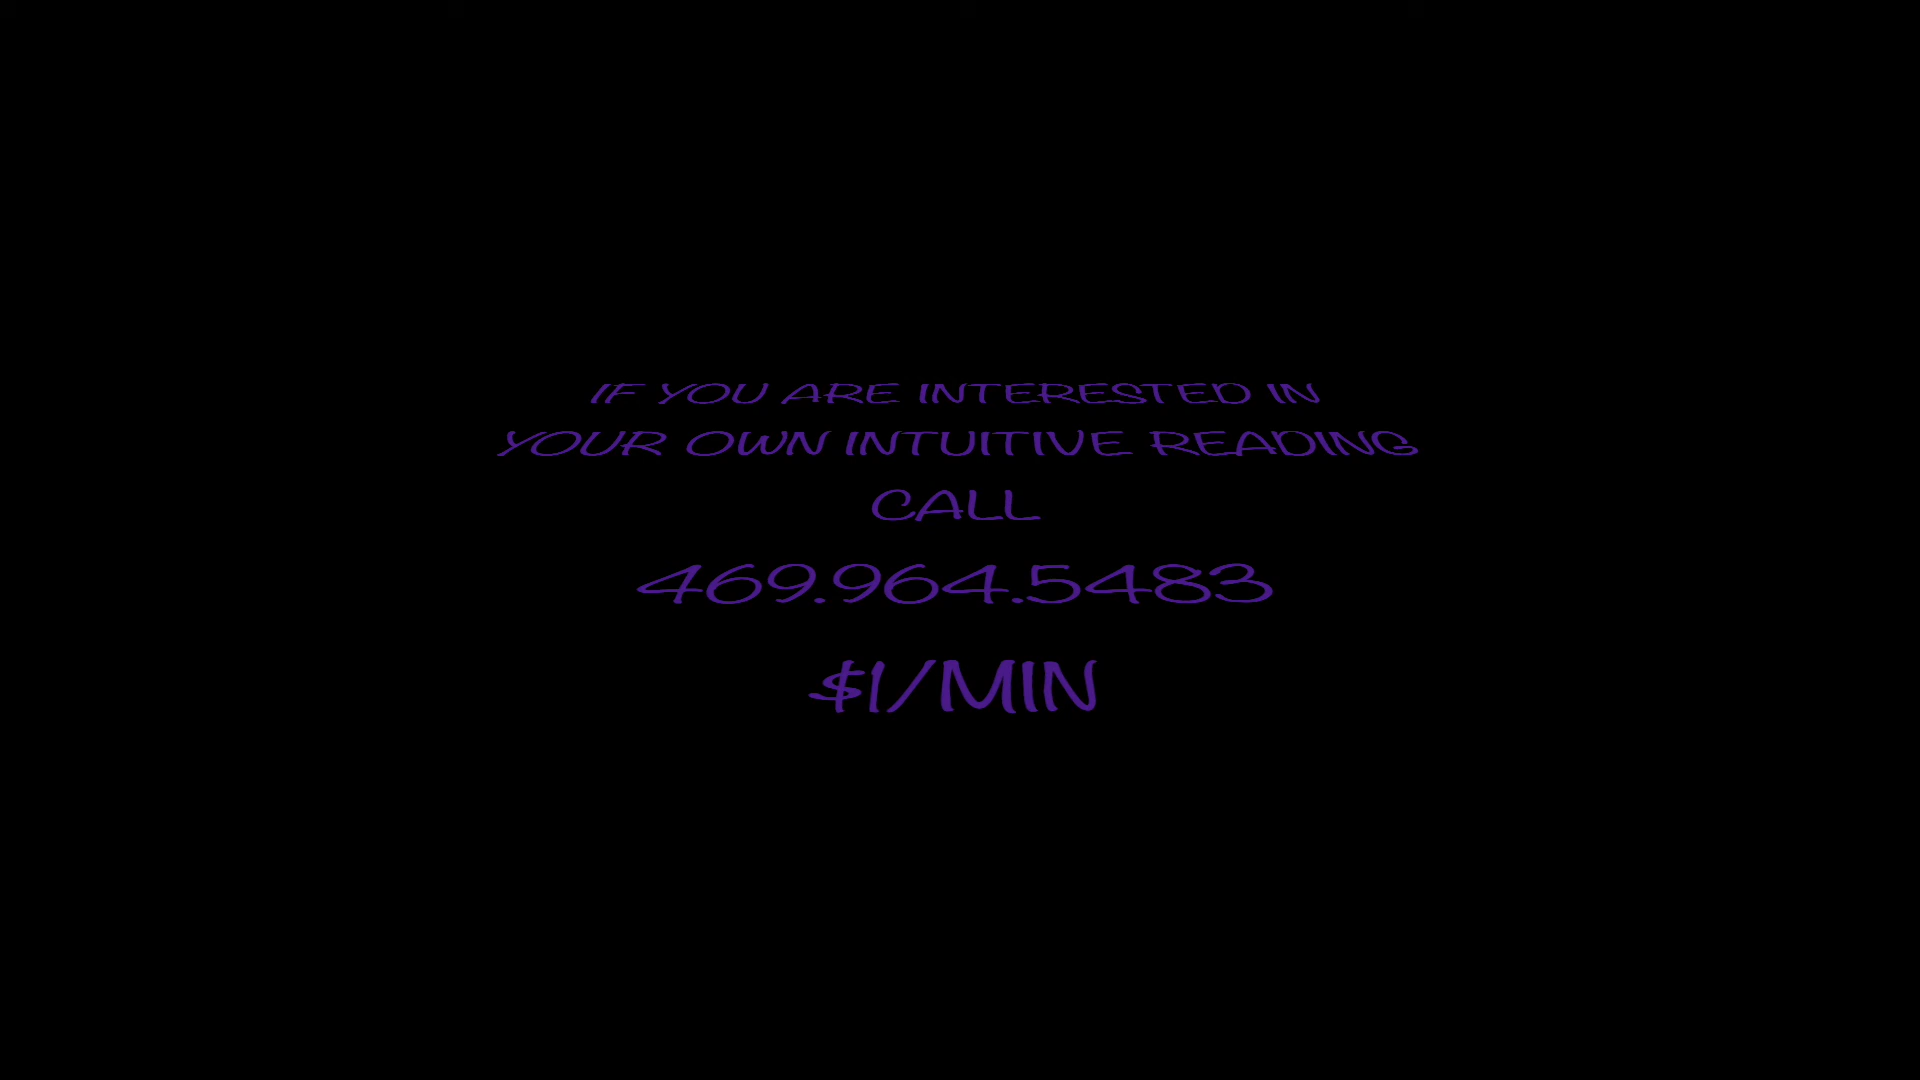 IF YOU ARE INTERESTED IN
YOUR OWN INTUITIVE READING
CALL
469.964.5483
$1/MIN